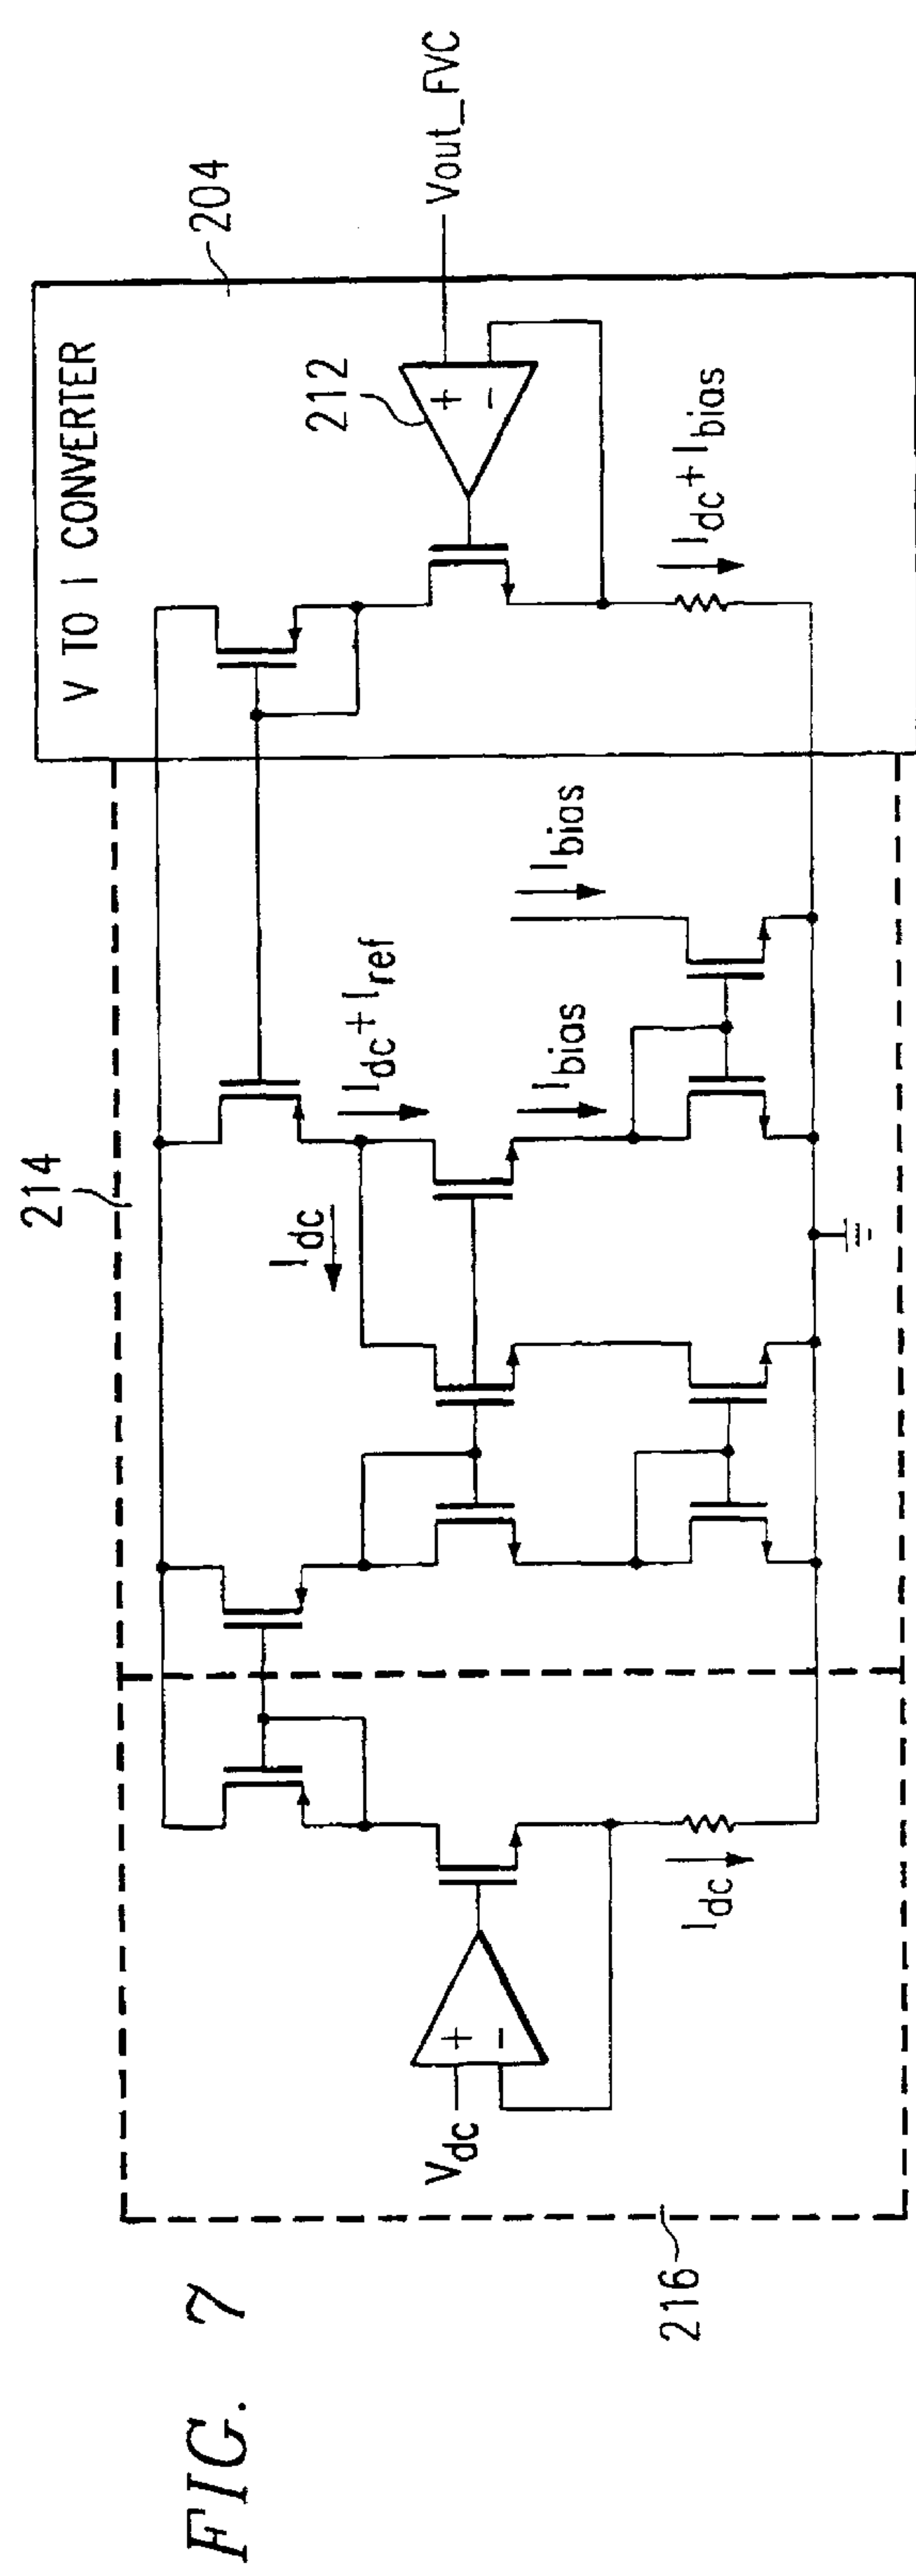 FIG. 7
214
204
V TO I CONVERTER
212
Vout_FVC
+
-
Idc + Ibias
Idc + Iref
Idc
Ibias
Ibias
Vdc
+
-
Idc
216